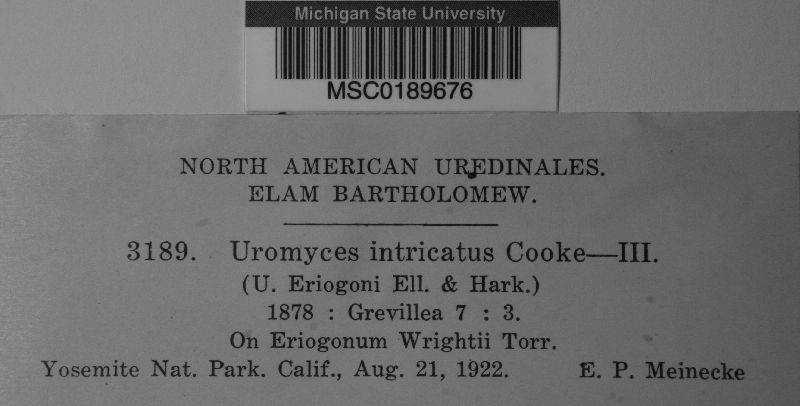 Michigan State University
MSC0189676
NORTH AMERICAN UREDINALES.
ELAM BARTHOLOMEW.
3189. Uromyces intricatus Cooke—III.
(U. Eriogoni Ell. & Hark.)
1878 : Grevillea 7 : 3.
On Eriogonum Wrightii Torr.
Yosemite Nat. Park. Calif., Aug. 21, 1922. E. P. Meinecke